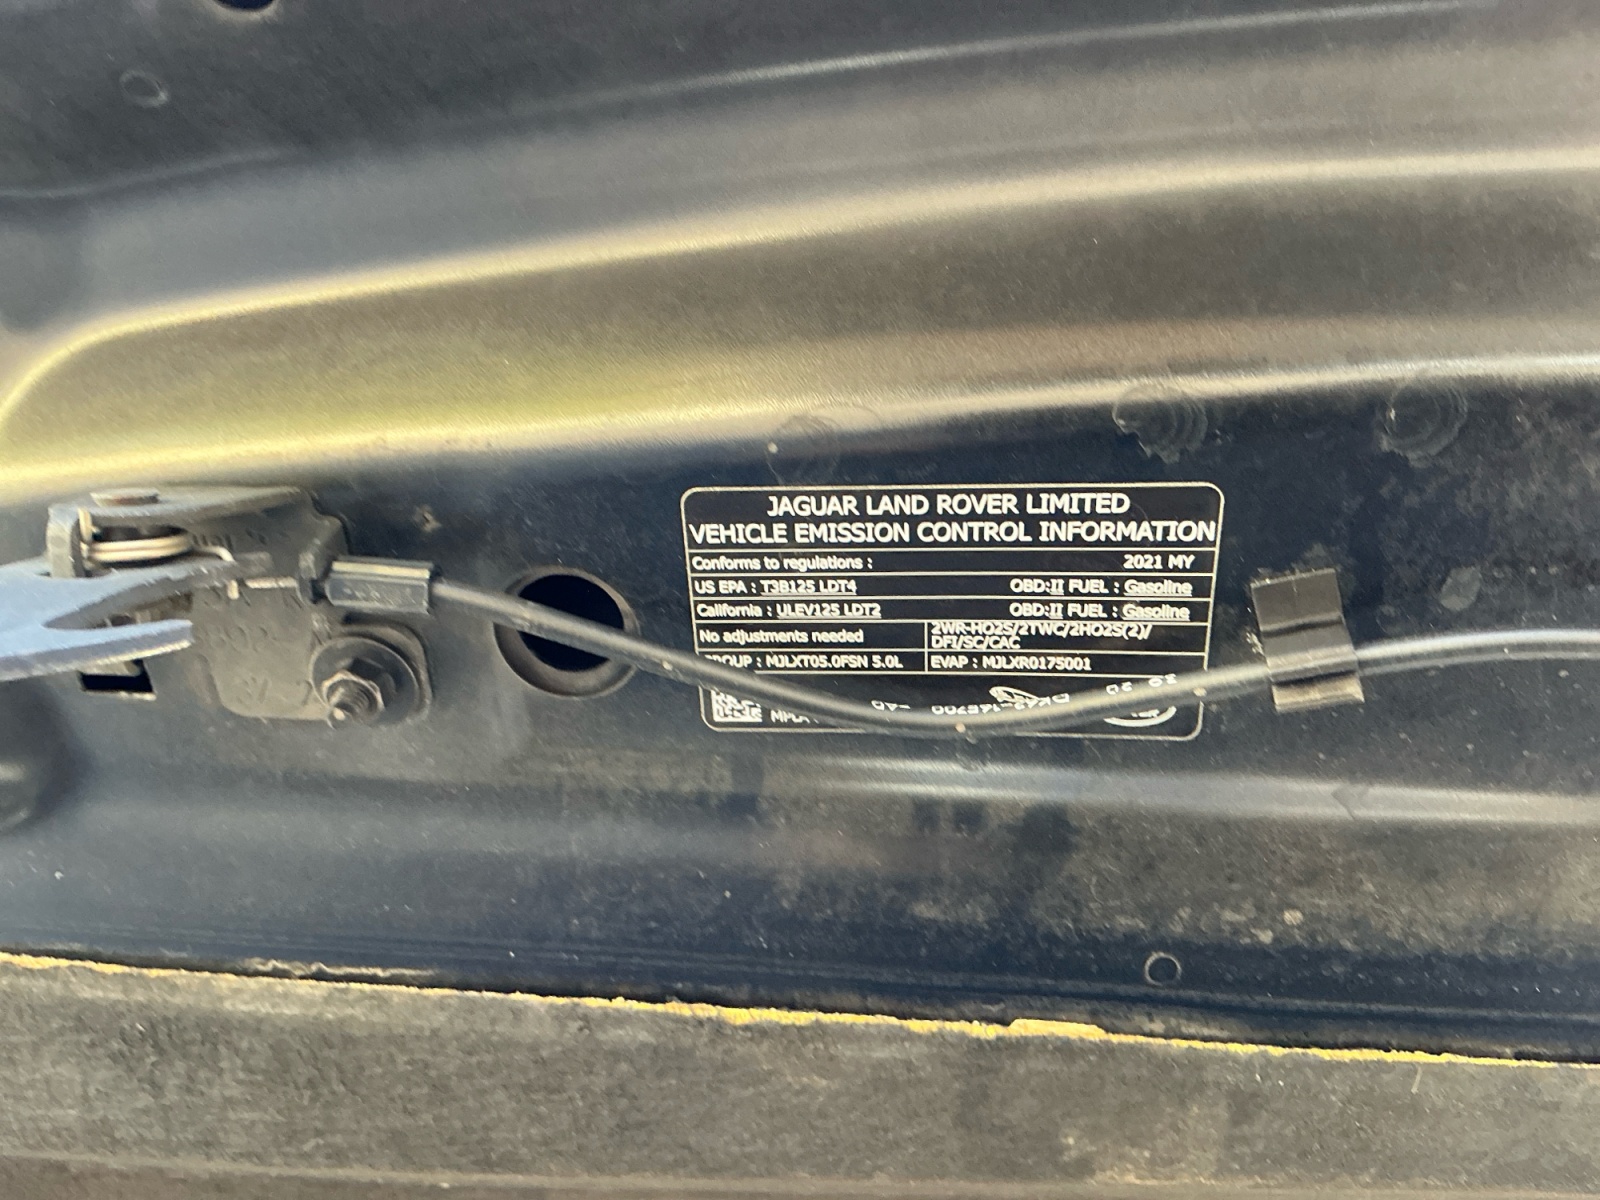 JAGUAR LAND ROVER LIMITED
VEHICLE EMISSION CONTROL INFORMATION
Conforms to regulations : 2021 MY
US EPA : T3B125 LDT4 OBD:II FUEL : Gasoline
California : ULEV125 LDT2 OBD:II FUEL : Gasoline
No adjustments needed
2WR-HO2S/2TWC/2HO2S(2)/
DFI/SC/CAC
GROUP : MJLXT05.0FSN 5.0L EVAP : MJLXR0175001